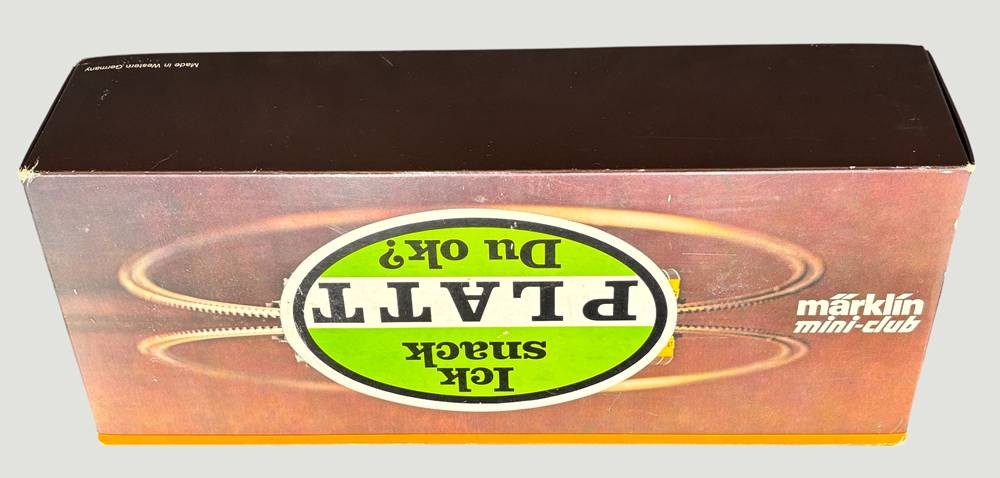 Made in Western Germany
Ick
snack
PLATT
Du ok?
märklin
mini-club